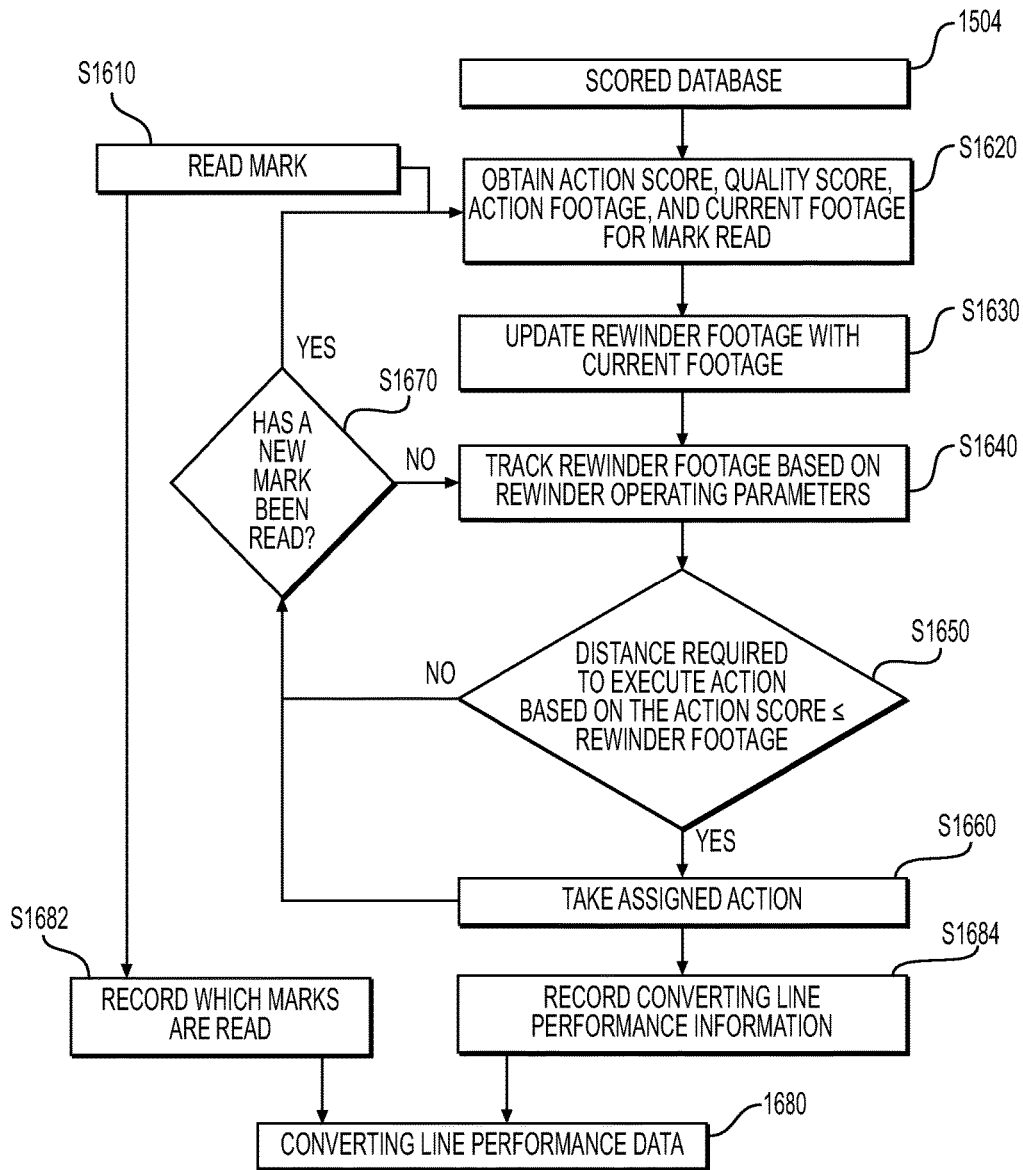 1504
SCORED DATABASE
S1610
READ MARK
S1620
OBTAIN ACTION SCORE, QUALITY SCORE,
ACTION FOOTAGE, AND CURRENT FOOTAGE
FOR MARK READ
S1630
UPDATE REWINDER FOOTAGE WITH
CURRENT FOOTAGE
YES
S1670
HAS A
NEW
MARK
BEEN
READ?
NO
S1640
TRACK REWINDER FOOTAGE BASED ON
REWINDER OPERATING PARAMETERS
S1650
NO
DISTANCE REQUIRED
TO EXECUTE ACTION
BASED ON THE ACTION SCORE ≤
REWINDER FOOTAGE
YES
S1660
TAKE ASSIGNED ACTION
S1682
RECORD WHICH MARKS
ARE READ
S1684
RECORD CONVERTING LINE
PERFORMANCE INFORMATION
1680
CONVERTING LINE PERFORMANCE DATA